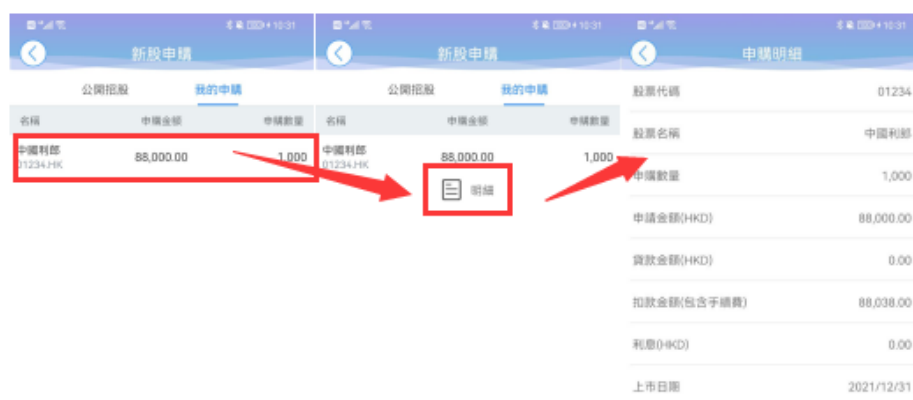 10:31
新股申購
公開招股 我的申購
名稱 申購金額 申購數量
中國利郎 88,000.00 1,000
01234.HK
10:31
新股申購
公開招股 我的申購
名稱 申購金額 申購數量
中國利郎 88,000.00 1,000
01234.HK
明細
10:31
申購明細
股票代碼 01234
股票名稱 中國利郎
申購數量 1,000
申請金額(HKD) 88,000.00
貸款金額(HKD) 0.00
扣款金額(包含手續費) 88,038.00
利息(HKD) 0.00
上市日期 2021/12/31